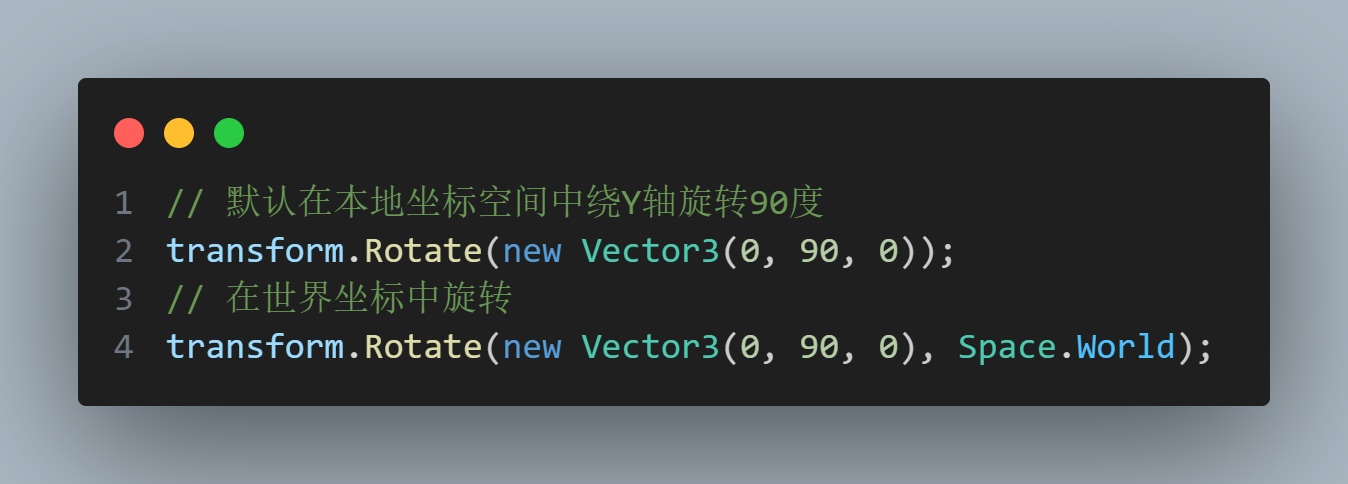 1 // 默认在本地坐标空间中绕Y轴旋转90度
2 transform.Rotate(new Vector3(0, 90, 0));
3 // 在世界坐标中旋转
4 transform.Rotate(new Vector3(0, 90, 0), Space.World);